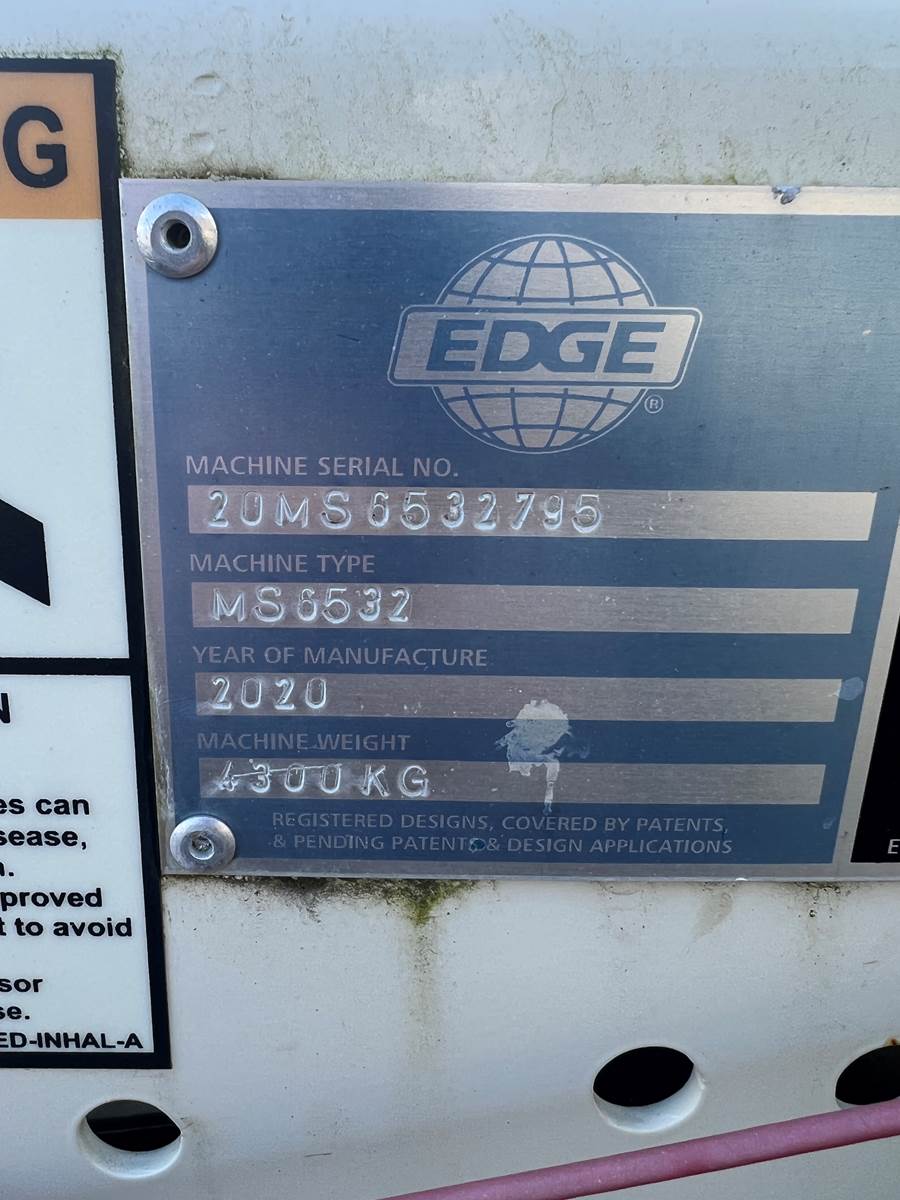 G
EDGE
®
MACHINE SERIAL NO.
20MS6532795
MACHINE TYPE
MS6532
YEAR OF MANUFACTURE
2020
MACHINE WEIGHT
4300KG
REGISTERED DESIGNS, COVERED BY PATENTS,
& PENDING PATENTS & DESIGN APPLICATIONS
N
es can
sease,
n.
proved
t to avoid
sor
se.
ED-INHAL-A
E